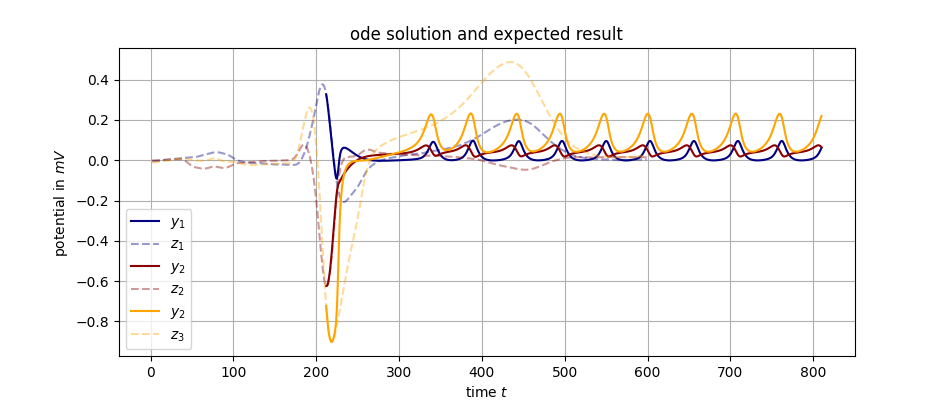 ode solution and expected result
potential in mV
0.4
0.2
0.0
−0.2
−0.4
−0.6
−0.8
y₁
z₁
y₂
z₂
y₂
z₃
0 100 200 300 400 500 600 700 800
time t